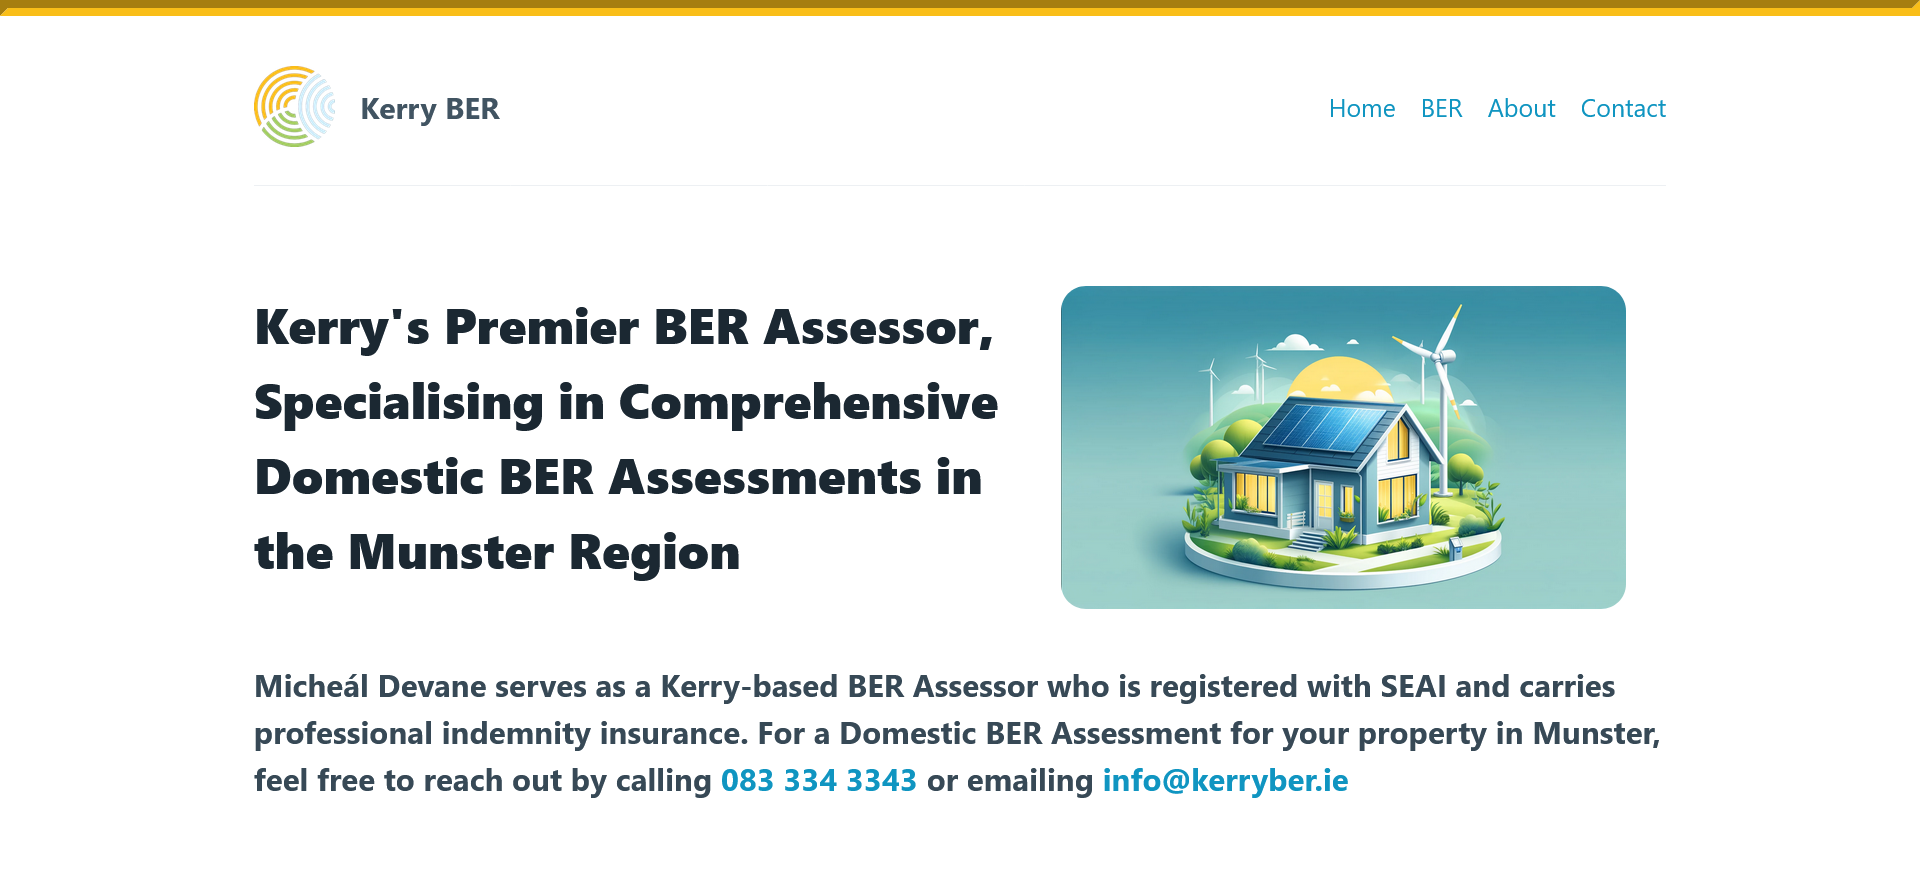 Kerry BER
Home BER About Contact
Kerry's Premier BER Assessor,
Specialising in Comprehensive
Domestic BER Assessments in
the Munster Region
Micheál Devane serves as a Kerry-based BER Assessor who is registered with SEAI and carries
professional indemnity insurance. For a Domestic BER Assessment for your property in Munster,
feel free to reach out by calling 083 334 3343 or emailing info@kerryber.ie